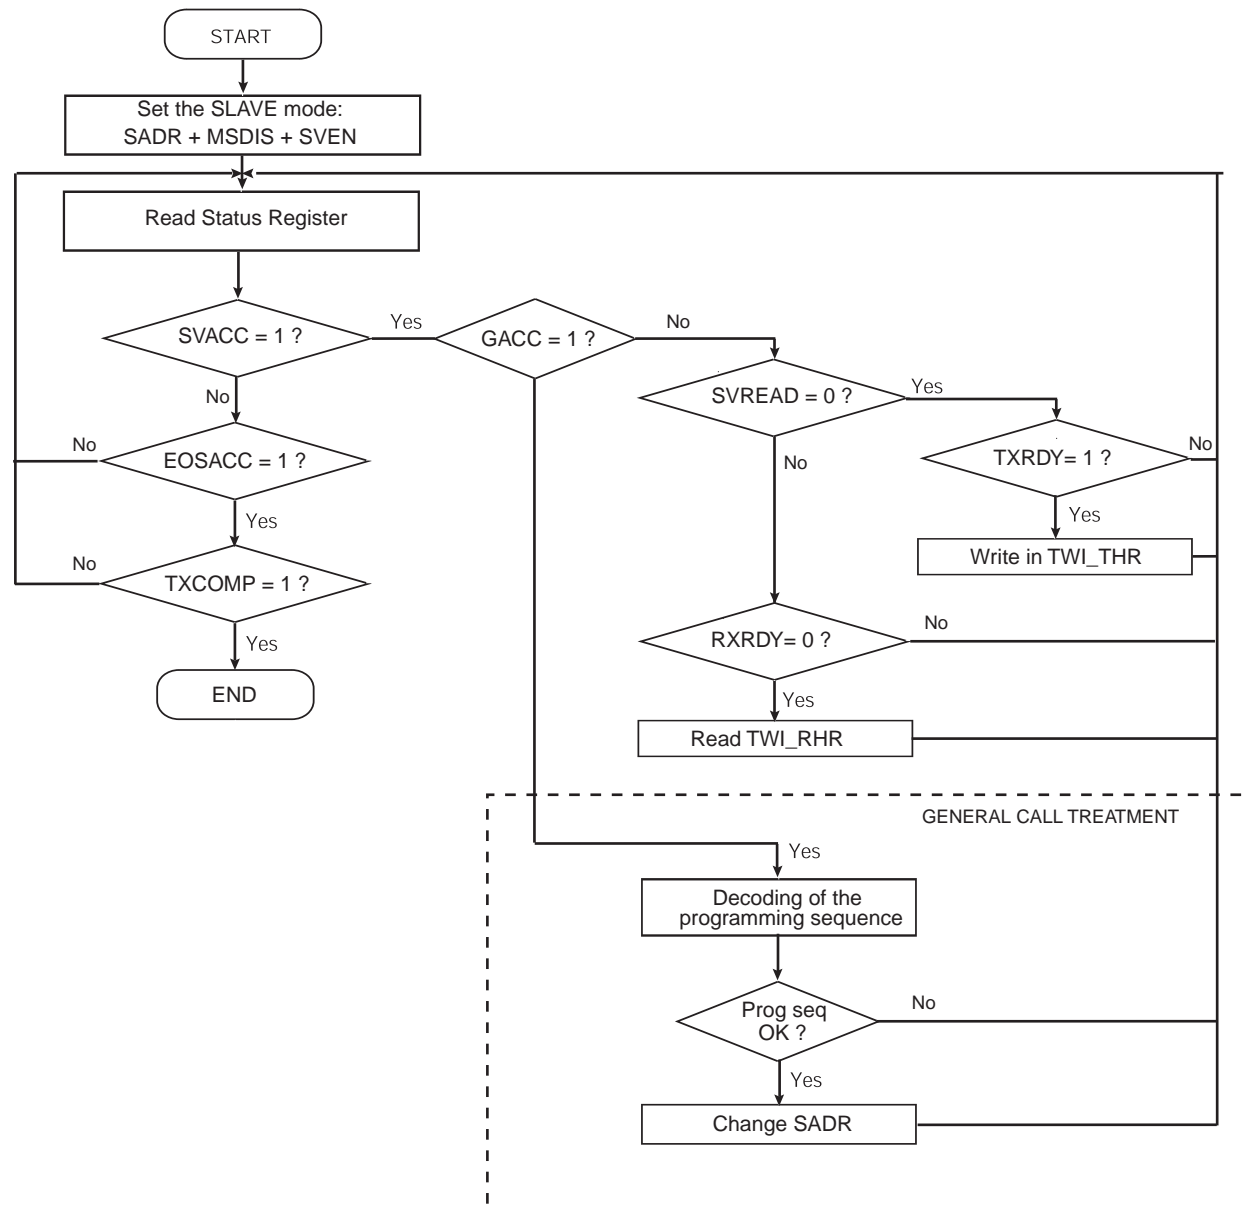 START
Set the SLAVE mode:
SADR + MSDIS + SVEN
Read Status Register
SVACC = 1 ?
Yes
GACC = 1 ?
No
SVREAD = 0 ?
Yes
No
EOSACC = 1 ?
No
No
TXRDY= 1 ?
No
Yes
Yes
Write in TWI_THR
TXCOMP = 1 ?
No
Yes
END
RXRDY= 0 ?
No
Yes
Read TWI_RHR
GENERAL CALL TREATMENT
Yes
Decoding of the
programming sequence
Prog seq
OK ?
No
Yes
Change SADR